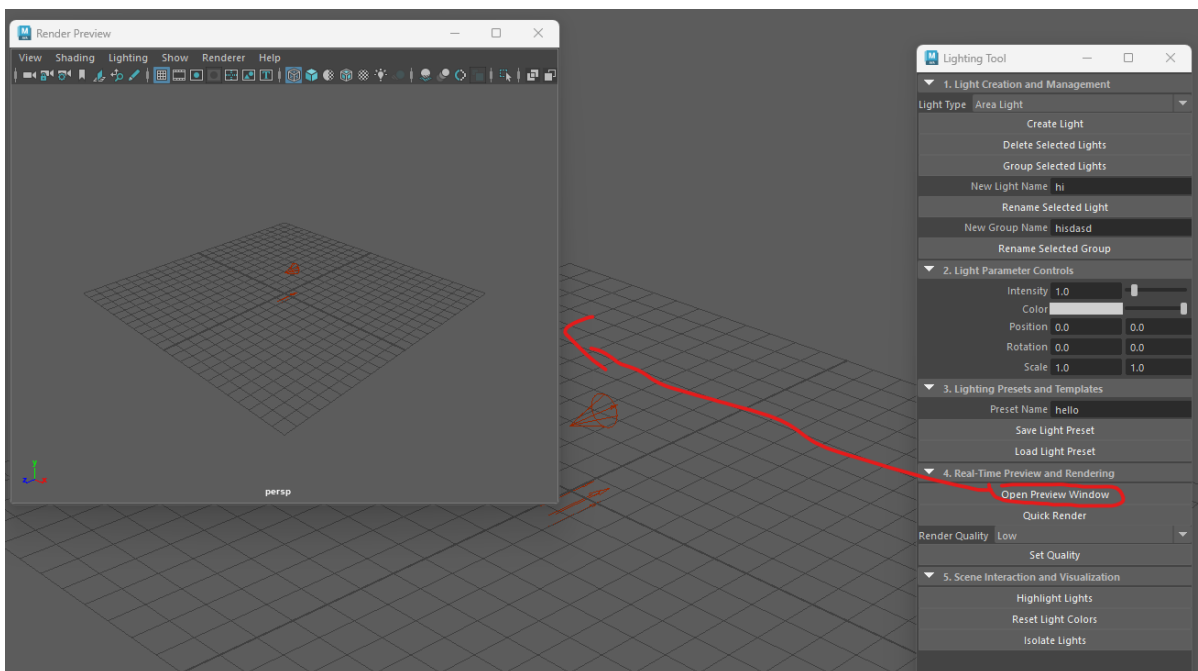 Render Preview
View Shading Lighting Show Renderer Help
persp
Lighting Tool
1. Light Creation and Management
Light Type Area Light
Create Light
Delete Selected Lights
Group Selected Lights
New Light Name hi
Rename Selected Light
New Group Name hisdasd
Rename Selected Group
2. Light Parameter Controls
Intensity 1.0
Color
Position 0.0 0.0
Rotation 0.0 0.0
Scale 1.0 1.0
3. Lighting Presets and Templates
Preset Name hello
Save Light Preset
Load Light Preset
4. Real-Time Preview and Rendering
Open Preview Window
Quick Render
Render Quality Low
Set Quality
5. Scene Interaction and Visualization
Highlight Lights
Reset Light Colors
Isolate Lights